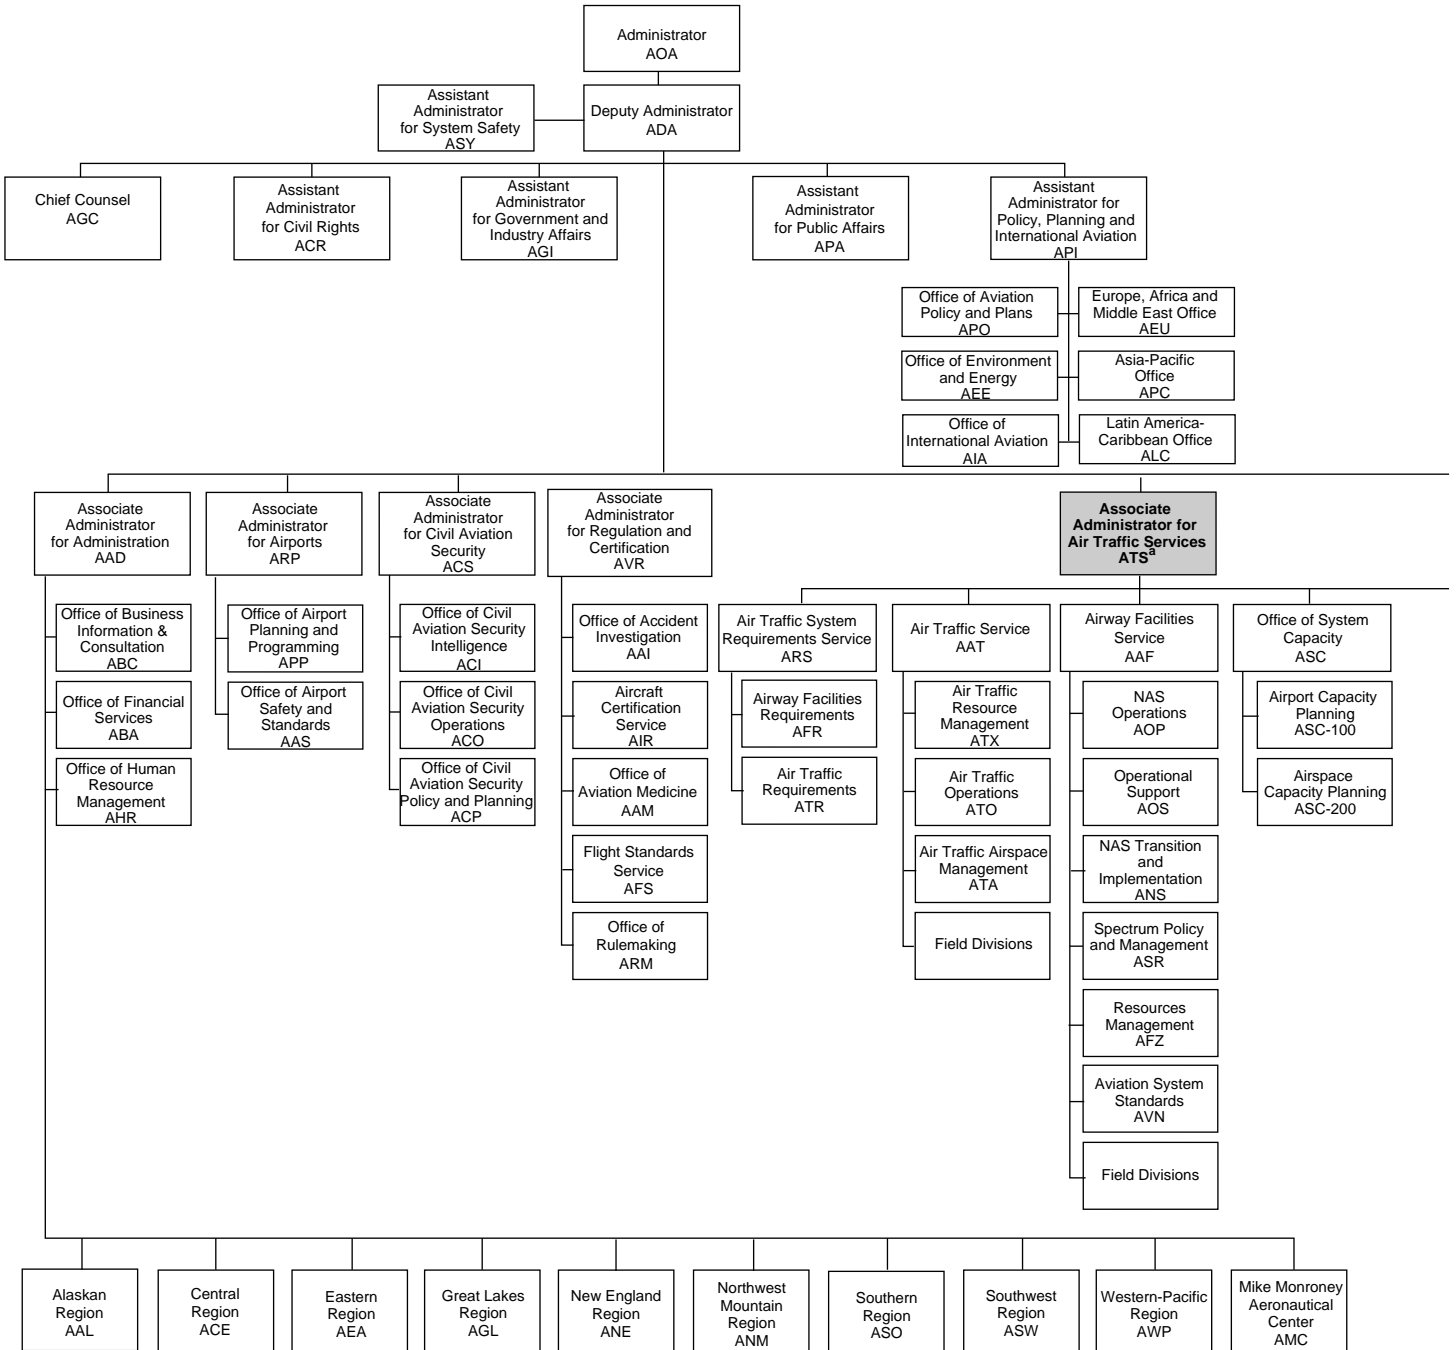 Administrator
AOA
Assistant
Administrator
for System Safety
ASY
Deputy Administrator
ADA
Chief Counsel
AGC
Assistant
Administrator
for Civil Rights
ACR
Assistant
Administrator
for Government and
Industry Affairs
AGI
Assistant
Administrator
for Public Affairs
APA
Assistant
Administrator for
Policy, Planning and
International Aviation
API
Office of Aviation
Policy and Plans
APO
Europe, Africa and
Middle East Office
AEU
Office of Environment
and Energy
AEE
Asia-Pacific
Office
APC
Office of
International Aviation
AIA
Latin America-
Caribbean Office
ALC
Associate
Administrator
for Administration
AAD
Associate
Administrator
for Airports
ARP
Associate
Administrator
for Civil Aviation
Security
ACS
Associate
Administrator
for Regulation and
Certification
AVR
Associate
Administrator for
Air Traffic Services
ATSa
Office of Business
Information &
Consultation
ABC
Office of Financial
Services
ABA
Office of Human
Resource
Management
AHR
Office of Airport
Planning and
Programming
APP
Office of Airport
Safety and
Standards
AAS
Office of Civil
Aviation Security
Intelligence
ACI
Office of Civil
Aviation Security
Operations
ACO
Office of Civil
Aviation Security
Policy and Planning
ACP
Office of Accident
Investigation
AAI
Aircraft
Certification
Service
AIR
Office of
Aviation Medicine
AAM
Flight Standards
Service
AFS
Office of
Rulemaking
ARM
Air Traffic System
Requirements Service
ARS
Airway Facilities
Requirements
AFR
Air Traffic
Requirements
ATR
Air Traffic Service
AAT
Air Traffic
Resource
Management
ATX
Air Traffic
Operations
ATO
Air Traffic Airspace
Management
ATA
Field Divisions
Airway Facilities
Service
AAF
NAS
Operations
AOP
Operational
Support
AOS
NAS Transition
and
Implementation
ANS
Spectrum Policy
and Management
ASR
Resources
Management
AFZ
Aviation System
Standards
AVN
Field Divisions
Office of System
Capacity
ASC
Airport Capacity
Planning
ASC-100
Airspace
Capacity Planning
ASC-200
Alaskan
Region
AAL
Central
Region
ACE
Eastern
Region
AEA
Great Lakes
Region
AGL
New England
Region
ANE
Northwest
Mountain
Region
ANM
Southern
Region
ASO
Southwest
Region
ASW
Western-Pacific
Region
AWP
Mike Monroney
Aeronautical
Center
AMC